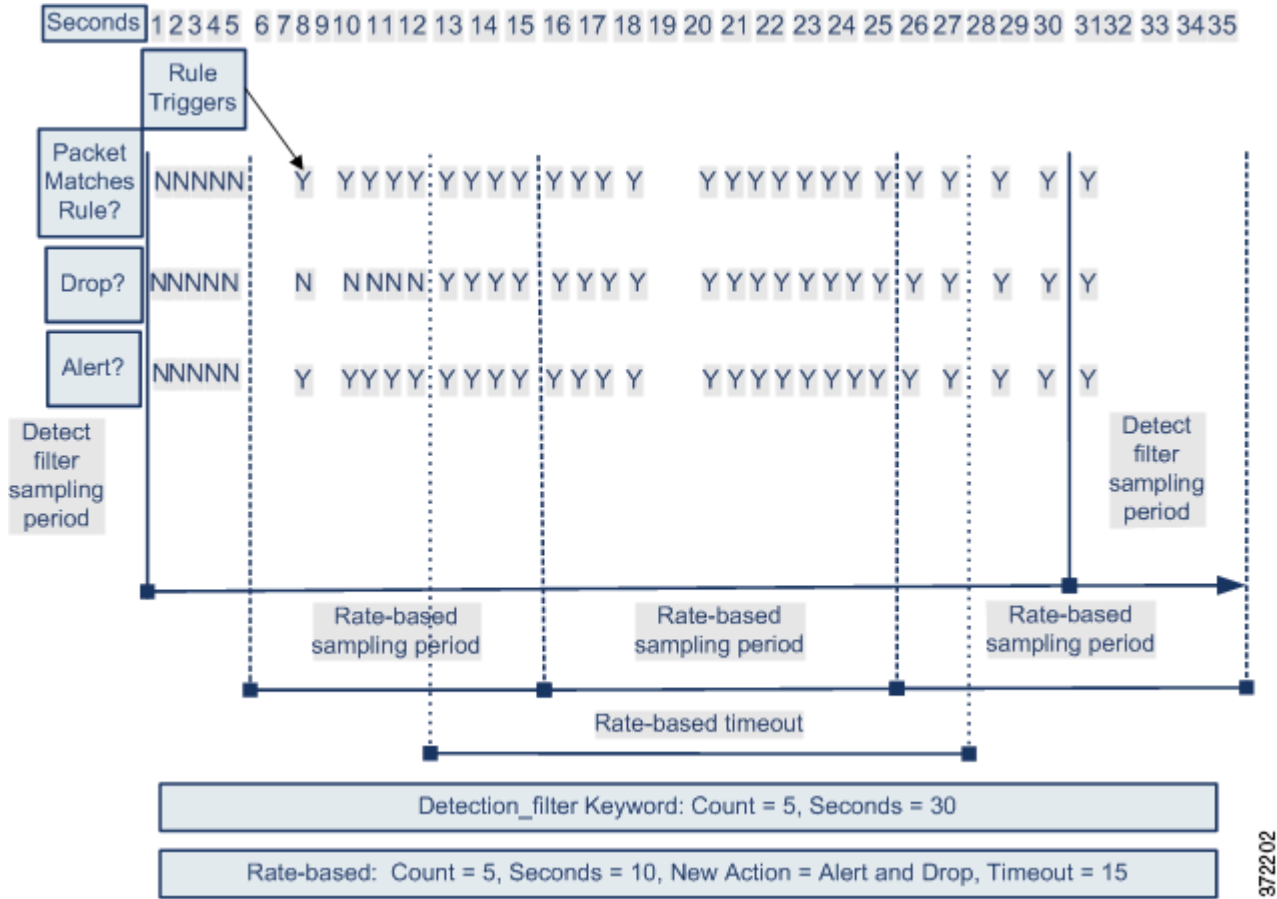 Seconds 1 2 3 4 5 6 7 8 9 10 11 12 13 14 15 16 17 18 19 20 21 22 23 24 25 26 27 28 29 30 31 32 33 34 35
Rule
Triggers
Packet
Matches
Rule?
NNNNN Y Y Y Y Y Y Y Y Y Y Y Y Y Y Y Y Y Y Y Y Y Y Y Y Y Y
Drop?
NNNNN N N N N N Y Y Y Y Y Y Y Y Y Y Y Y Y Y Y Y Y Y Y Y Y
Alert?
NNNNN Y Y Y Y Y Y Y Y Y Y Y Y Y Y Y Y Y Y Y Y Y Y Y Y Y Y
Detect
filter
sampling
period
Detect
filter
sampling
period
Rate-based
sampling period
Rate-based
sampling period
Rate-based
sampling period
Rate-based timeout
Detection_filter Keyword: Count = 5, Seconds = 30
Rate-based: Count = 5, Seconds = 10, New Action = Alert and Drop, Timeout = 15
372202